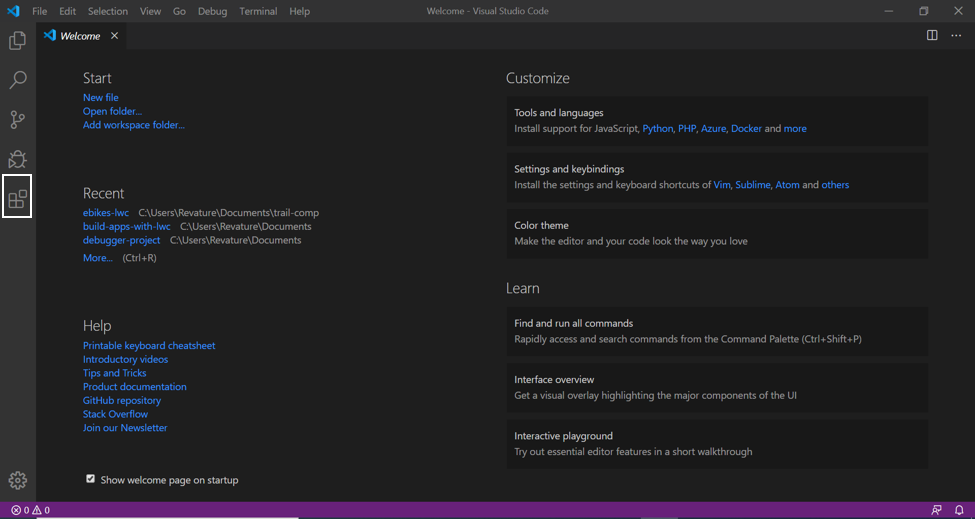 File Edit Selection View Go Debug Terminal Help
Welcome - Visual Studio Code
Welcome
Start
New file
Open folder...
Add workspace folder...
Recent
ebikes-lwc C:\Users\Revature\Documents\trail-comp
build-apps-with-lwc C:\Users\Revature\Documents
debugger-project C:\Users\Revature\Documents
More... (Ctrl+R)
Help
Printable keyboard cheatsheet
Introductory videos
Tips and Tricks
Product documentation
GitHub repository
Stack Overflow
Join our Newsletter
Show welcome page on startup
Customize
Tools and languages
Install support for JavaScript, Python, PHP, Azure, Docker and more
Settings and keybindings
Install the settings and keyboard shortcuts of Vim, Sublime, Atom and others
Color theme
Make the editor and your code look the way you love
Learn
Find and run all commands
Rapidly access and search commands from the Command Palette (Ctrl+Shift+P)
Interface overview
Get a visual overlay highlighting the major components of the UI
Interactive playground
Try out essential editor features in a short walkthrough
0 0